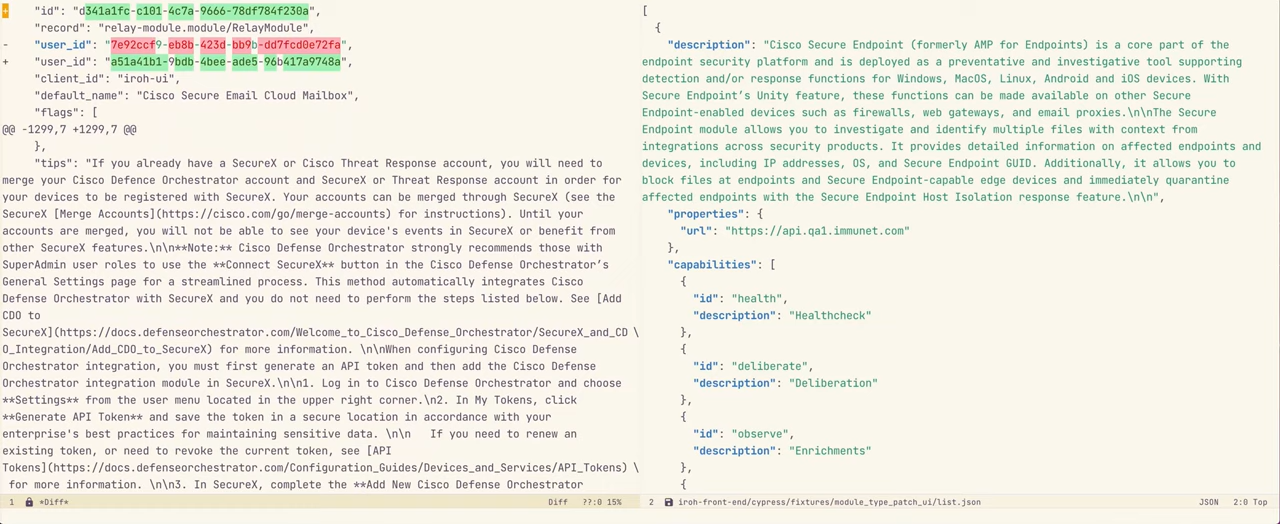 +    "id": "d341a1fc-c101-4c7a-9666-78df784f230a",
     "record": "relay-module.module/RelayModule",
-    "user_id": "7e92ccf9-eb8b-423d-bb9b-dd7fcd0e72fa",
+    "user_id": "a51a41b1-9bdb-4bee-ade5-96b417a9748a",
     "client_id": "iroh-ui",
     "default_name": "Cisco Secure Email Cloud Mailbox",
     "flags": [
@@ -1299,7 +1299,7 @@
     },
     "tips": "If you already have a SecureX or Cisco Threat Response account, you will need to
merge your Cisco Defence Orchestrator account and SecureX or Threat Response account in order for
your devices to be registered with SecureX. Your accounts can be merged through SecureX (see the
SecureX [Merge Accounts](https://cisco.com/go/merge-accounts) for instructions). Until your
accounts are merged, you will not be able to see your device's events in SecureX or benefit from
other SecureX features.\n\n**Note:** Cisco Defense Orchestrator strongly recommends those with
SuperAdmin user roles to use the **Connect SecureX** button in the Cisco Defense Orchestrator’s
General Settings page for a streamlined process. This method automatically integrates Cisco
Defense Orchestrator with SecureX and you do not need to perform the steps listed below. See [Add
CDO to
SecureX](https://docs.defenseorchestrator.com/Welcome_to_Cisco_Defense_Orchestrator/SecureX_and_CD \
O_Integration/Add_CDO_to_SecureX) for more information. \n\nWhen configuring Cisco Defense
Orchestrator integration, you must first generate an API token and then add the Cisco Defense
Orchestrator integration module in SecureX.\n\n1. Log in to Cisco Defense Orchestrator and choose
**Settings** from the user menu located in the upper right corner.\n2. In My Tokens, click
**Generate API Token** and save the token in a secure location in accordance with your
enterprise's best practices for maintaining sensitive data. \n\n   If you need to renew an
existing token, or need to revoke the current token, see [API
Tokens](https://docs.defenseorchestrator.com/Configuration_Guides/Devices_and_Services/API_Tokens) \
 for more information. \n\n3. In SecureX, complete the **Add New Cisco Defense Orchestrator
1 *Diff* Diff ??:0 15%
[
  {
    "description": "Cisco Secure Endpoint (formerly AMP for Endpoints) is a core part of the
endpoint security platform and is deployed as a preventative and investigative tool supporting
detection and/or response functions for Windows, MacOS, Linux, Android and iOS devices. With
Secure Endpoint’s Unity feature, these functions can be made available on other Secure
Endpoint-enabled devices such as firewalls, web gateways, and email proxies.\n\nThe Secure
Endpoint module allows you to investigate and identify multiple files with context from
integrations across security products. It provides detailed information on affected endpoints and
devices, including IP addresses, OS, and Secure Endpoint GUID. Additionally, it allows you to
block files at endpoints and Secure Endpoint-capable edge devices and immediately quarantine
affected endpoints with the Secure Endpoint Host Isolation response feature.\n\n",
    "properties": {
      "url": "https://api.qa1.immunet.com"
    },
    "capabilities": [
      {
        "id": "health",
        "description": "Healthcheck"
      },
      {
        "id": "deliberate",
        "description": "Deliberation"
      },
      {
        "id": "observe",
        "description": "Enrichments"
      },
      {
2 iroh-front-end/cypress/fixtures/module_type_patch_ui/list.json JSON 2:0 Top